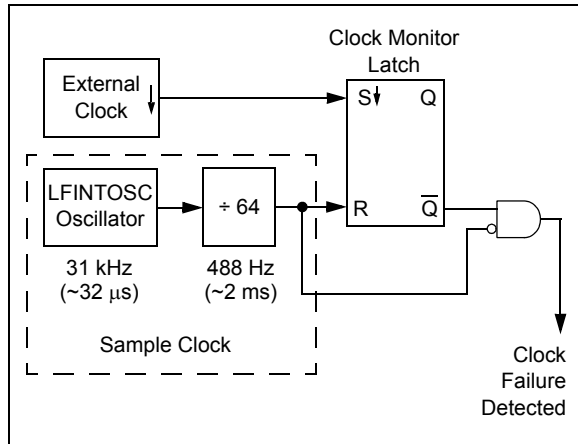 Clock Monitor
Latch
External
Clock
S
Q
LFINTOSC
Oscillator
÷ 64
R
Q
31 kHz
(~32 μs)
488 Hz
(~2 ms)
Sample Clock
Clock
Failure
Detected